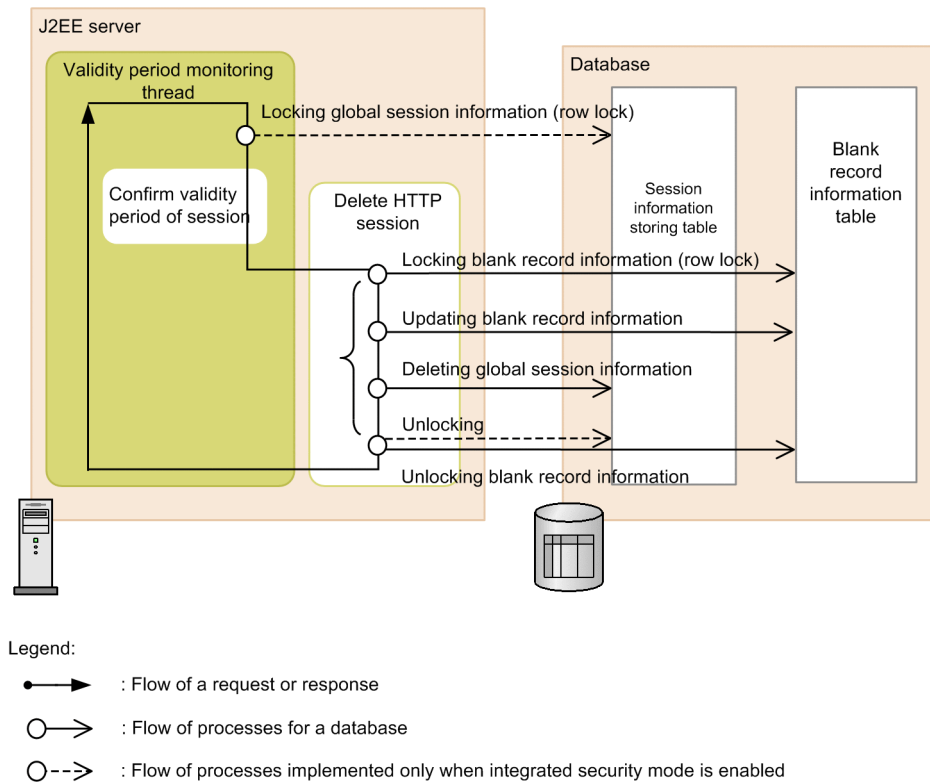 J2EE server
Validity period monitoring
thread
Database
Locking global session information (row lock)
Confirm validity
period of session
Delete HTTP
session
Session
information
storing table
Blank
record
information
table
Locking blank record information (row lock)
Updating blank record information
Deleting global session information
Unlocking
Unlocking blank record information
Legend:
: Flow of a request or response
: Flow of processes for a database
: Flow of processes implemented only when integrated security mode is enabled